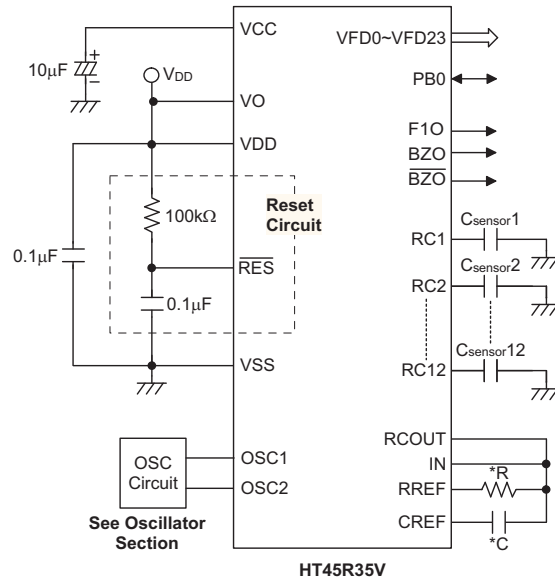 VCC
10μF
+
−
VDD
VO
VDD
100kΩ
Reset
Circuit
RES
0.1μF
0.1μF
VSS
OSC
Circuit
See Oscillator
Section
OSC1
OSC2
VFD0~VFD23
PB0
F1O
BZO
BZO
RC1
Csensor1
RC2
Csensor2
RC12
Csensor12
RCOUT
IN
RREF
*R
CREF
*C
HT45R35V